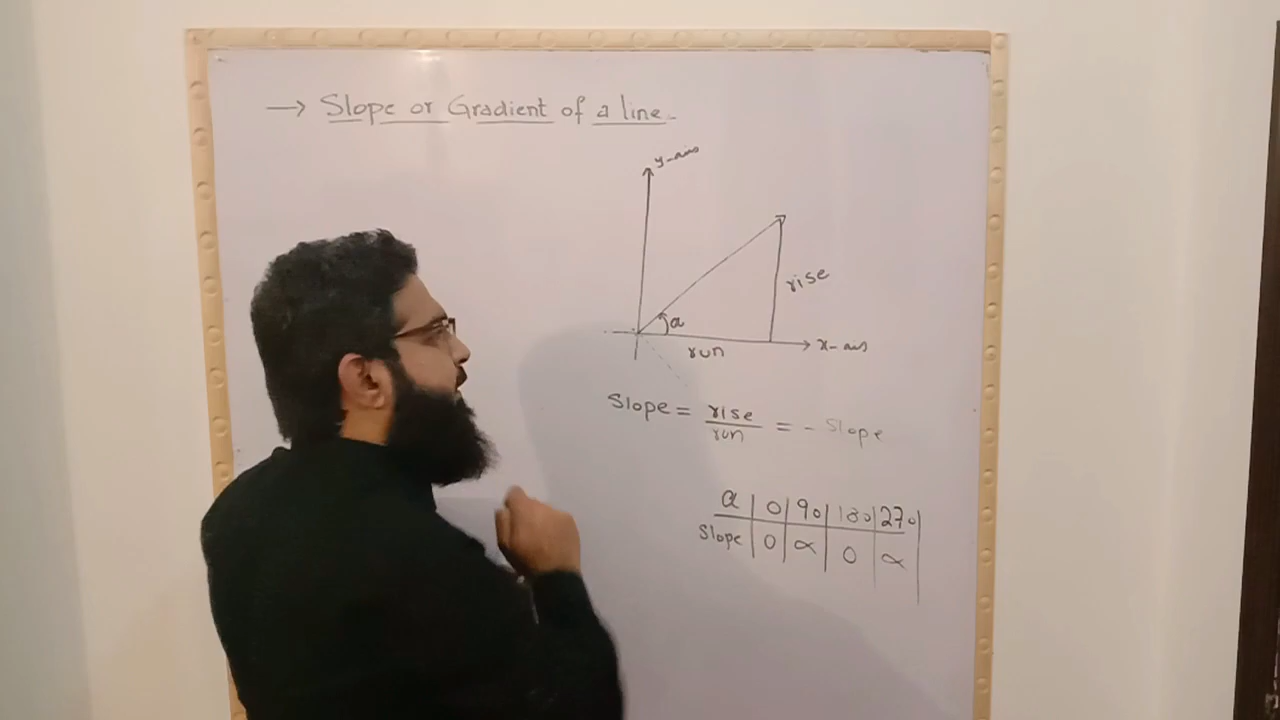 → Slope or Gradient of a line.
y-axis
rise
α
x-axis
run
Slope = rise/run = - Slope
α | 0 | 90 | 180 | 270 |
Slope | 0 | ∝ | 0 | ∝